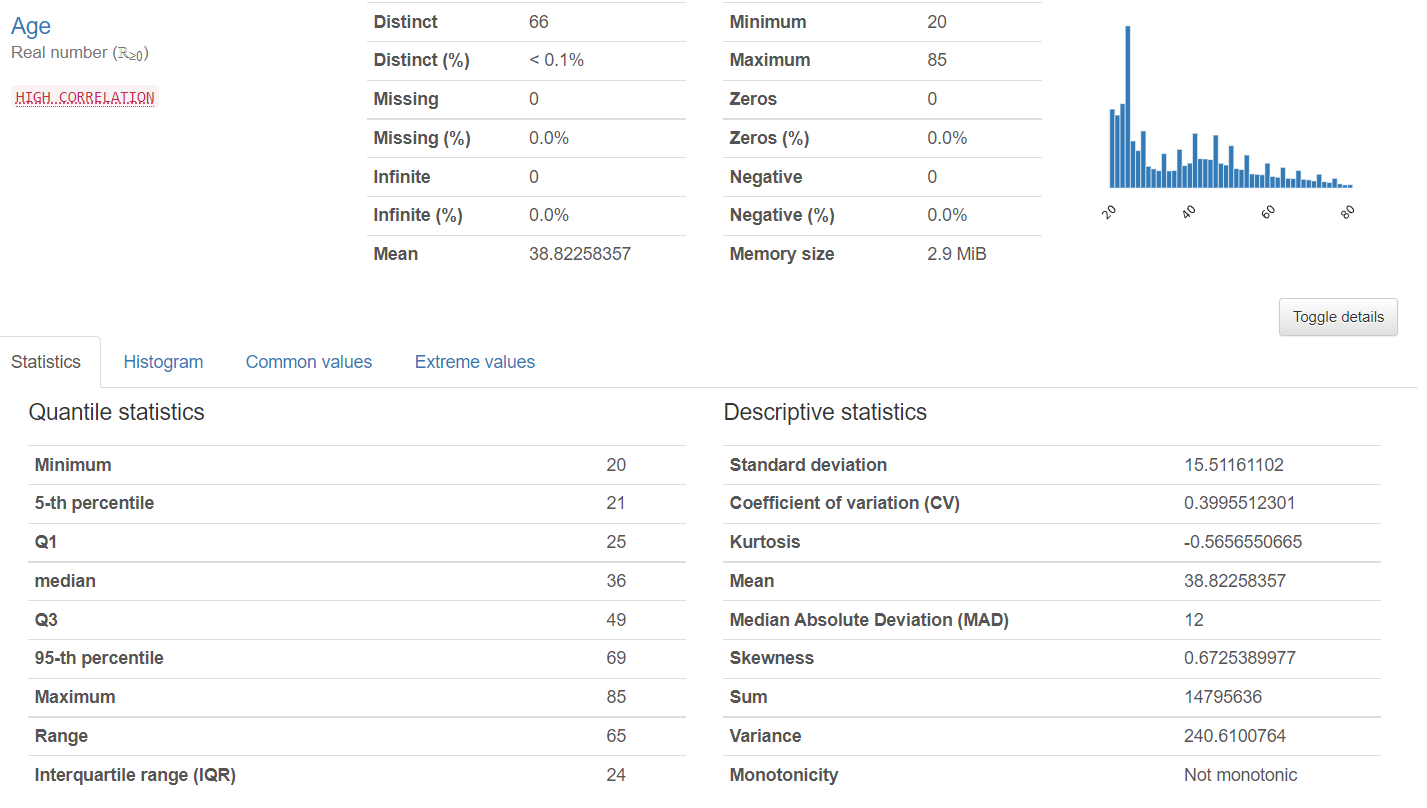 Age
Real number (ℝ≥0)
HIGH CORRELATION
Distinct 66
Distinct (%) < 0.1%
Missing 0
Missing (%) 0.0%
Infinite 0
Infinite (%) 0.0%
Mean 38.82258357
Minimum 20
Maximum 85
Zeros 0
Zeros (%) 0.0%
Negative 0
Negative (%) 0.0%
Memory size 2.9 MiB
20 40 60 80
Toggle details
Statistics Histogram Common values Extreme values
Quantile statistics
Minimum 20
5-th percentile 21
Q1 25
median 36
Q3 49
95-th percentile 69
Maximum 85
Range 65
Interquartile range (IQR) 24
Descriptive statistics
Standard deviation 15.51161102
Coefficient of variation (CV) 0.3995512301
Kurtosis -0.5656550665
Mean 38.82258357
Median Absolute Deviation (MAD) 12
Skewness 0.6725389977
Sum 14795636
Variance 240.6100764
Monotonicity Not monotonic